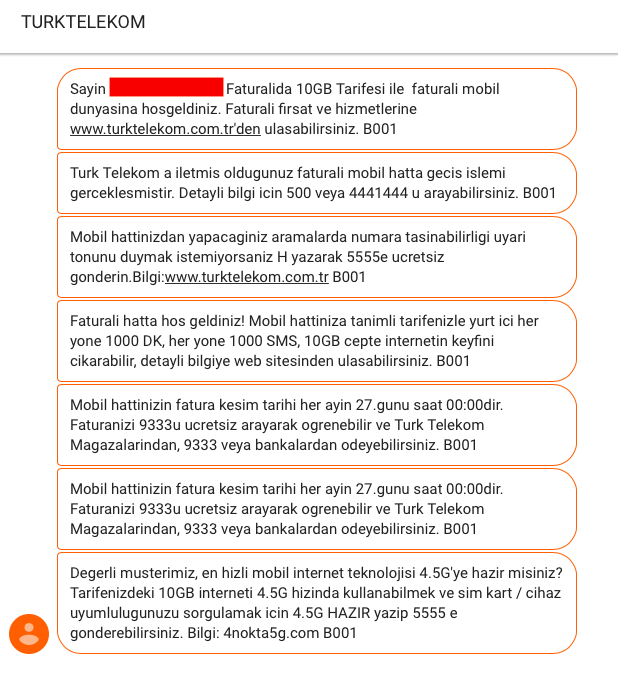 TURKTELEKOM
Sayin Faturalida 10GB Tarifesi ile faturali mobil
dunyasina hosgeldiniz. Faturali firsat ve hizmetlerine
www.turktelekom.com.tr'den ulasabilirsiniz. B001
Turk Telekom a iletmis oldugunuz faturali mobil hatta gecis islemi
gerceklesmistir. Detayli bilgi icin 500 veya 4441444 u arayabilirsiniz. B001
Mobil hattinizdan yapacaginiz aramalarda numara tasinabilirligi uyari
tonunu duymak istemiyorsaniz H yazarak 5555e ucretsiz
gonderin.Bilgi:www.turktelekom.com.tr B001
Faturali hatta hos geldiniz! Mobil hattiniza tanimli tarifenizle yurt ici her
yone 1000 DK, her yone 1000 SMS, 10GB cepte internetin keyfini
cikarabilir, detayli bilgiye web sitesinden ulasabilirsiniz. B001
Mobil hattinizin fatura kesim tarihi her ayin 27.gunu saat 00:00dir.
Faturanizi 9333u ucretsiz arayarak ogrenebilir ve Turk Telekom
Magazalarindan, 9333 veya bankalardan odeyebilirsiniz. B001
Mobil hattinizin fatura kesim tarihi her ayin 27.gunu saat 00:00dir.
Faturanizi 9333u ucretsiz arayarak ogrenebilir ve Turk Telekom
Magazalarindan, 9333 veya bankalardan odeyebilirsiniz. B001
Degerli musterimiz, en hizli mobil internet teknolojisi 4.5G'ye hazir misiniz?
Tarifenizdeki 10GB interneti 4.5G hizinda kullanabilmek ve sim kart / cihaz
uyumlulugunuzu sorgulamak icin 4.5G HAZIR yazip 5555 e
gonderebilirsiniz. Bilgi: 4nokta5g.com B001